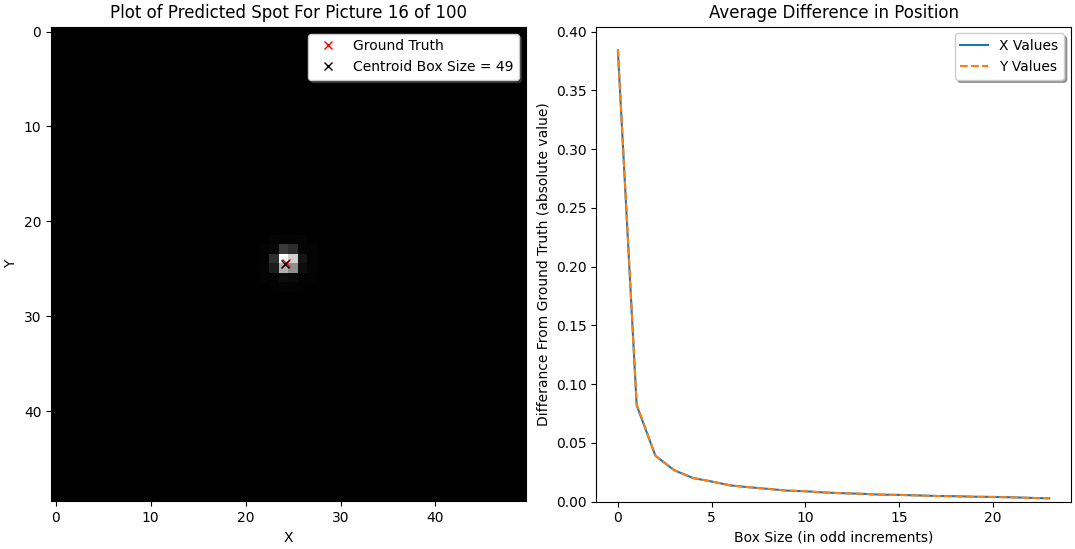 Plot of Predicted Spot For Picture 16 of 100
Ground Truth
Centroid Box Size = 49
0
10
20
30
40
Y
0
10
20
30
40
X
Average Difference in Position
X Values
Y Values
0.40
0.35
0.30
0.25
0.20
0.15
0.10
0.05
0.00
Differance From Ground Truth (absolute value)
0
5
10
15
20
Box Size (in odd increments)